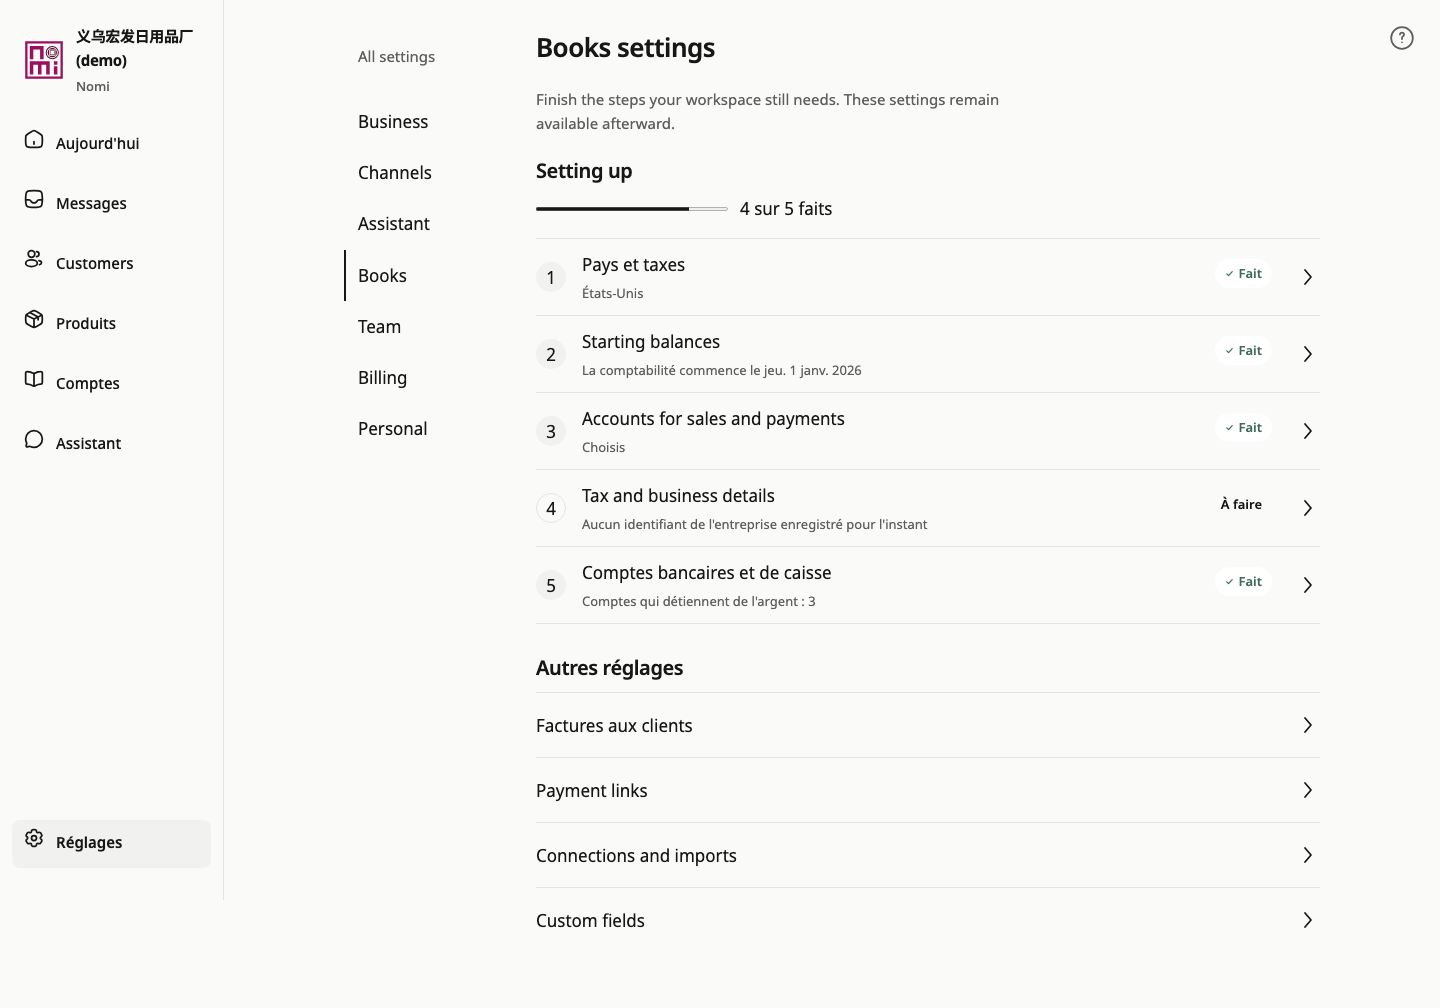 义乌宏发日用品厂
(demo)
Nomi
Aujourd'hui
Messages
Customers
Produits
Comptes
Assistant
Réglages
All settings
Business
Channels
Assistant
Books
Team
Billing
Personal
Books settings
Finish the steps your workspace still needs. These settings remain
available afterward.
Setting up
4 sur 5 faits
1
Pays et taxes
États-Unis
Fait
2
Starting balances
La comptabilité commence le jeu. 1 janv. 2026
Fait
3
Accounts for sales and payments
Choisis
Fait
4
Tax and business details
Aucun identifiant de l'entreprise enregistré pour l'instant
À faire
5
Comptes bancaires et de caisse
Comptes qui détiennent de l'argent : 3
Fait
Autres réglages
Factures aux clients
Payment links
Connections and imports
Custom fields